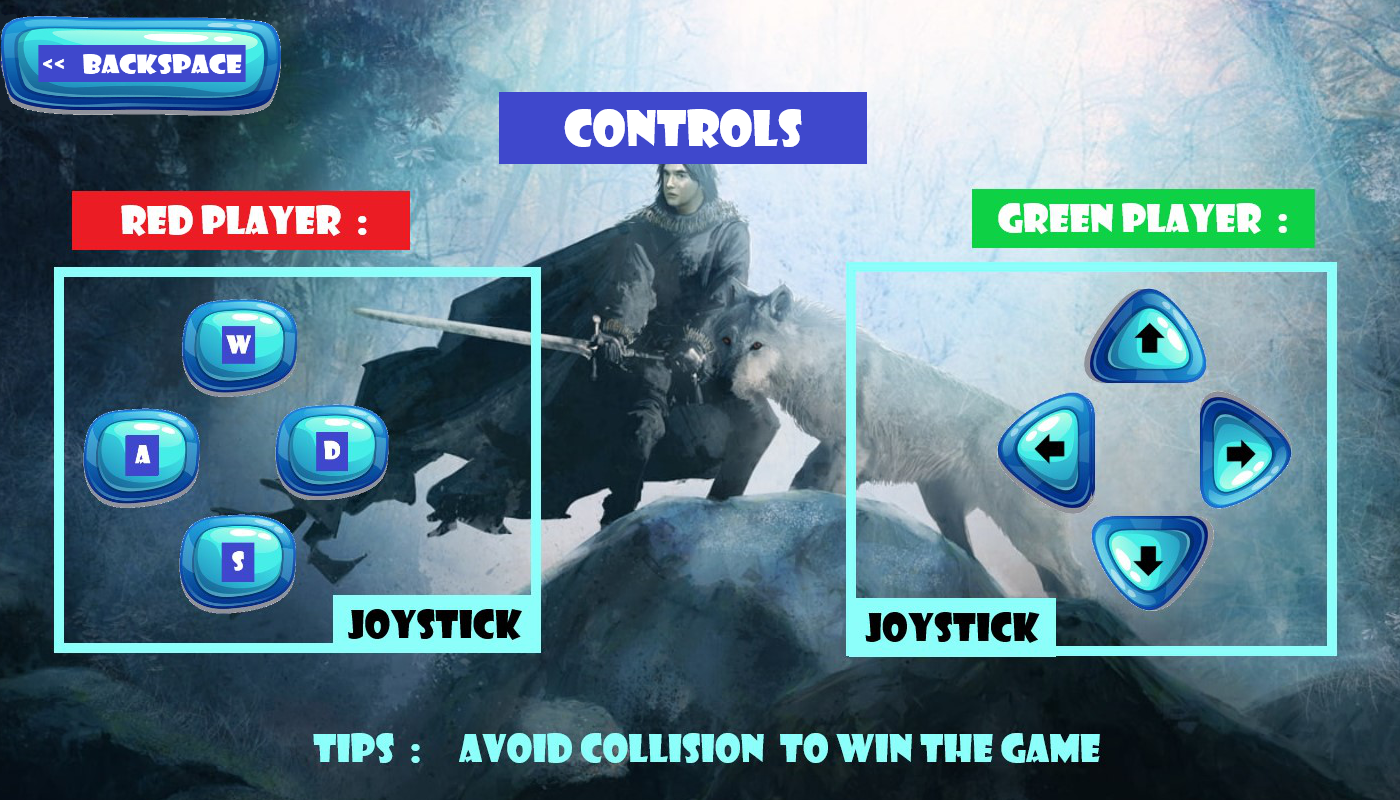 << BACKSPACE
CONTROLS
RED PLAYER :
GREEN PLAYER :
W
A
D
S
JOYSTICK
JOYSTICK
TIPS : AVOID COLLISION TO WIN THE GAME